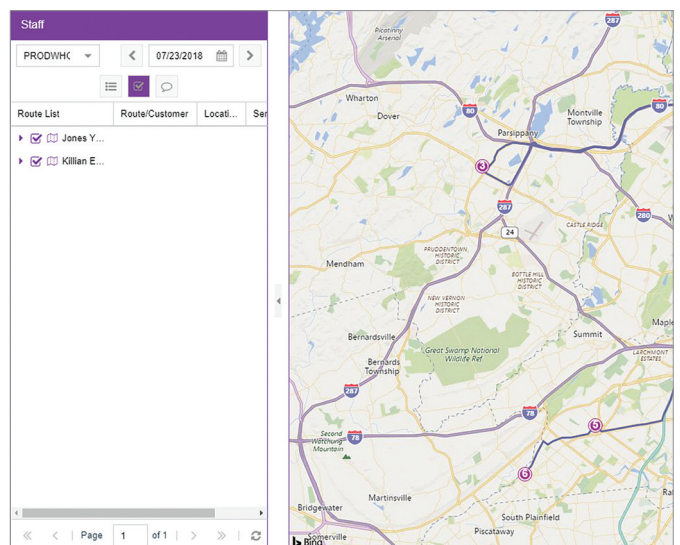 Staff
PRODWHC
07/23/2018
Route List
Route/Customer
Locati...
Ser
Jones Y...
Killian E...
Page
1
of 1
Picatinny
Arsenal
287
Wharton
Dover
80
Montville
Township
80
Parsippany
3
287
280
24
CASTLE RIDGE
PRUDDENTOWN
HISTORIC
DISTRICT
Mendham
BOTTLE HILL
HISTORIC
DISTRICT
NEW VERNON
HISTORIC
DISTRICT
Bernardsville
Summit
Maple
Great Swamp National
Wildlife Ref
LARCHMONT
ESTATES
Bernards
Township
287
78
5
Second
Watchung
Mountain
78
6
Martinsville
Bridgewater
South Plainfield
Ra
Piscataway
Bing
Somerville